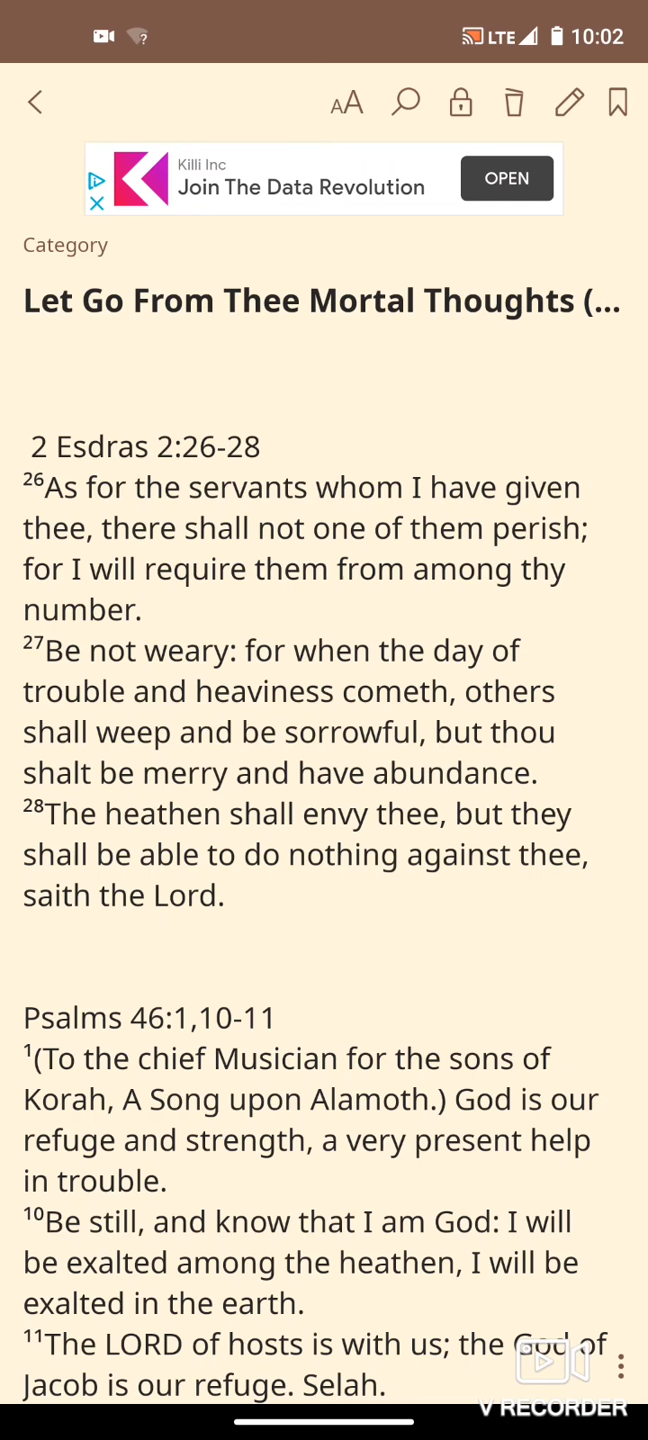 LTE 10:02
AA
Killi Inc
Join The Data Revolution
OPEN
Category
Let Go From Thee Mortal Thoughts (...
2 Esdras 2:26-28
²⁶As for the servants whom I have given
thee, there shall not one of them perish;
for I will require them from among thy
number.
²⁷Be not weary: for when the day of
trouble and heaviness cometh, others
shall weep and be sorrowful, but thou
shalt be merry and have abundance.
²⁸The heathen shall envy thee, but they
shall be able to do nothing against thee,
saith the Lord.
Psalms 46:1,10-11
¹(To the chief Musician for the sons of
Korah, A Song upon Alamoth.) God is our
refuge and strength, a very present help
in trouble.
¹⁰Be still, and know that I am God: I will
be exalted among the heathen, I will be
exalted in the earth.
¹¹The LORD of hosts is with us; the God of
Jacob is our refuge. Selah.
V RECORDER